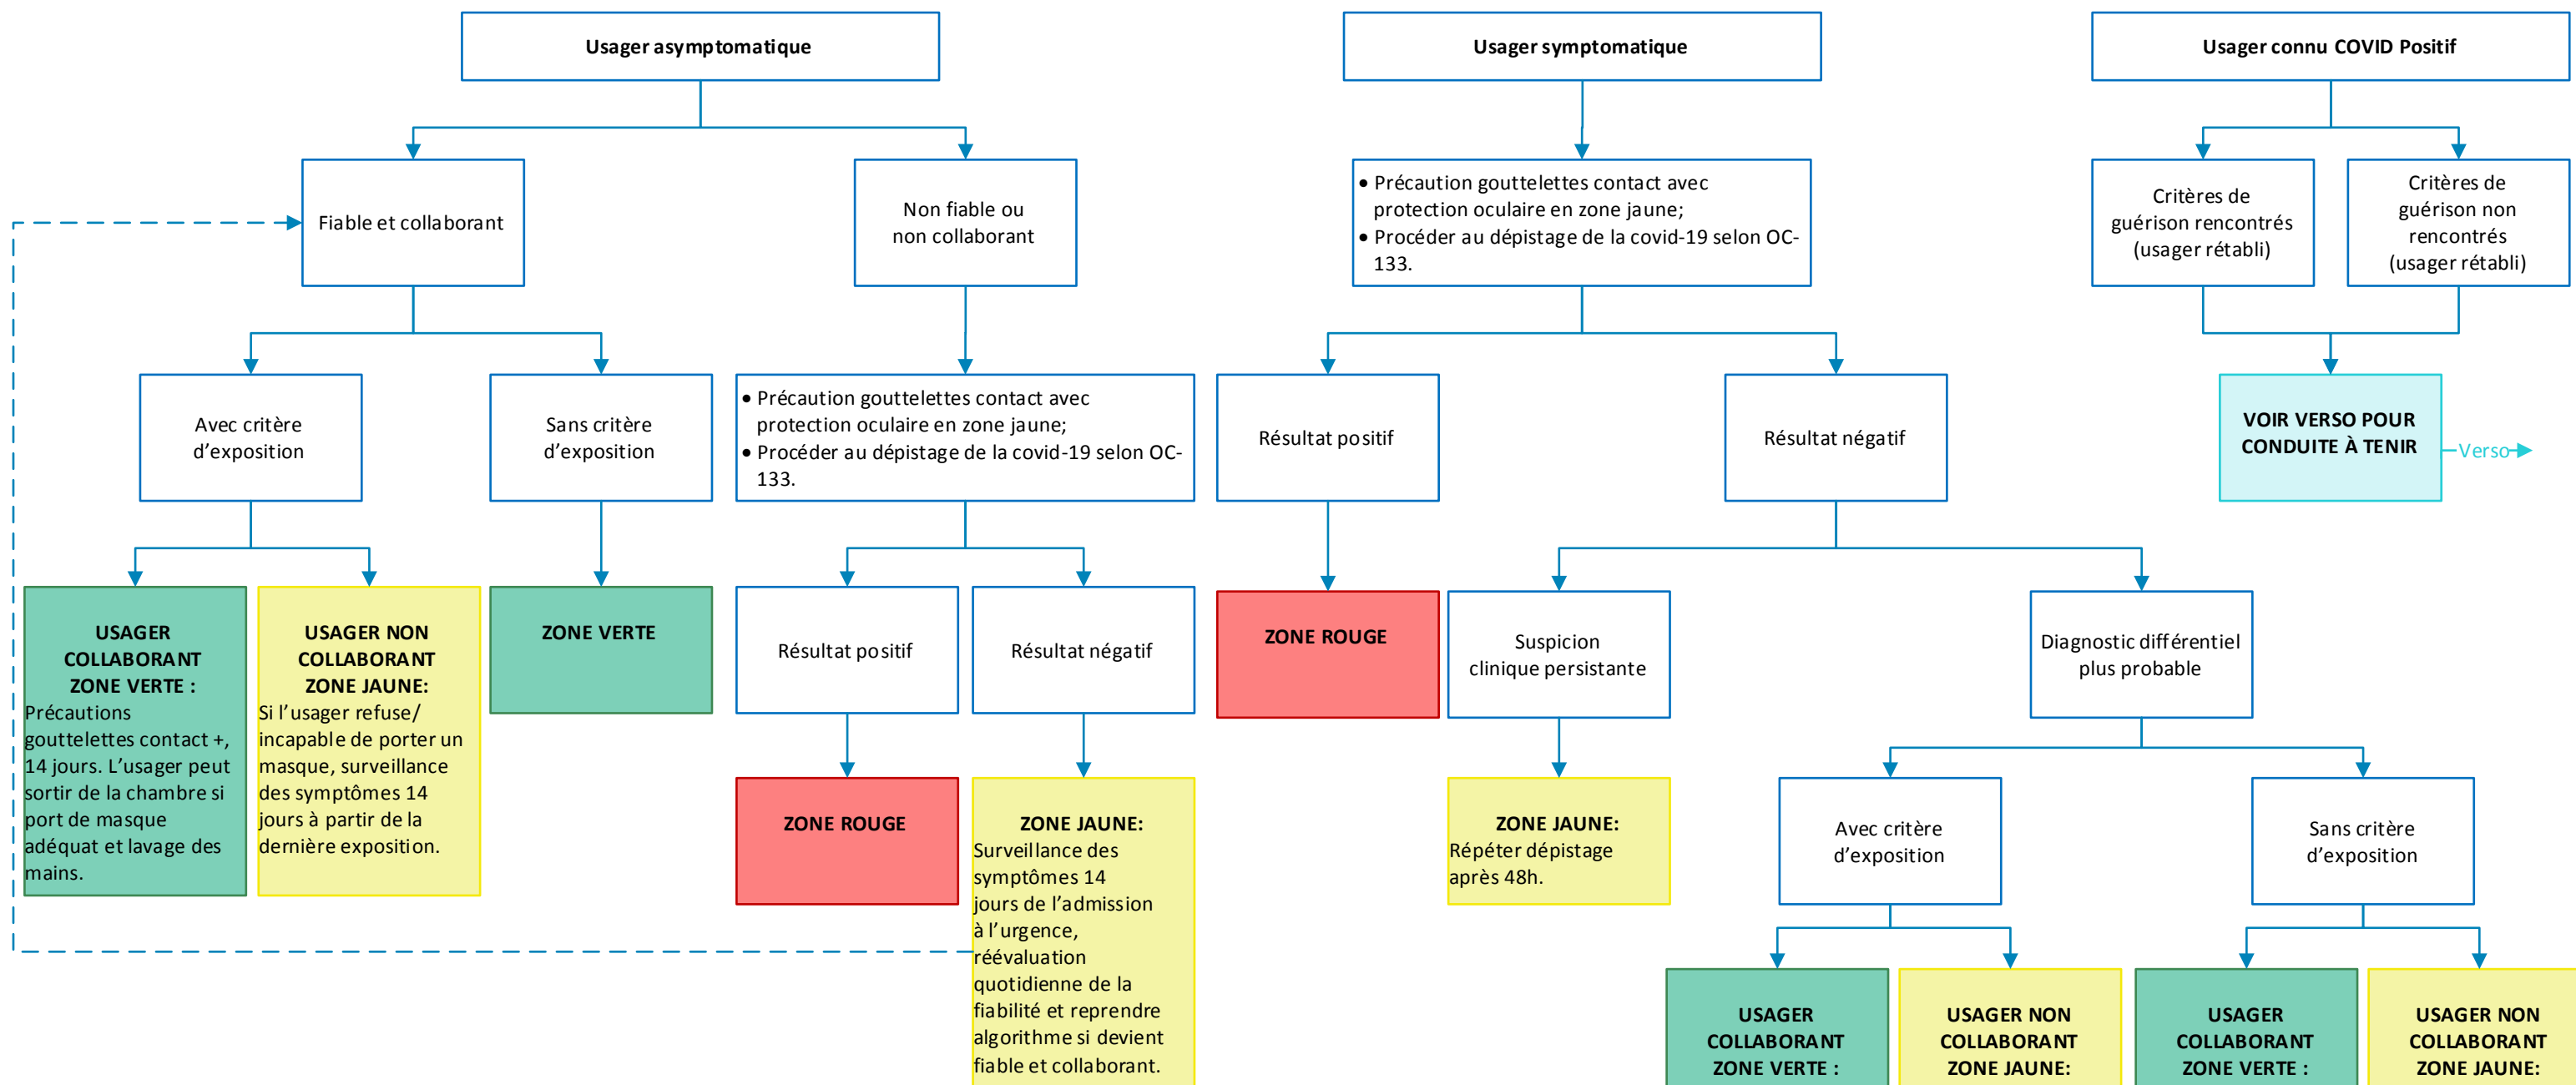 Usager asymptomatique
Usager symptomatique
Usager connu COVID Positif
Fiable et collaborant
Non fiable ou
non collaborant
• Précaution gouttelettes contact avec
protection oculaire en zone jaune;
• Procéder au dépistage de la covid-19 selon OC-
133.
Critères de
guérison rencontrés
(usager rétabli)
Critères de
guérison non
rencontrés
(usager rétabli)
Avec critère
d'exposition
Sans critère
d'exposition
• Précaution gouttelettes contact avec
protection oculaire en zone jaune;
• Procéder au dépistage de la covid-19 selon OC-
133.
Résultat positif
Résultat négatif
VOIR VERSO POUR
CONDUITE À TENIR
Verso
USAGER
COLLABORANT
ZONE VERTE :
Précautions
gouttelettes contact +,
14 jours. L'usager peut
sortir de la chambre si
port de masque
adéquat et lavage des
mains.
USAGER NON
COLLABORANT
ZONE JAUNE:
Si l'usager refuse/
incapable de porter un
masque, surveillance
des symptômes 14
jours à partir de la
dernière exposition.
ZONE VERTE
Résultat positif
Résultat négatif
ZONE ROUGE
Suspicion
clinique persistante
Diagnostic différentiel
plus probable
ZONE ROUGE
ZONE JAUNE:
Surveillance des
symptômes 14
jours de l'admission
à l'urgence,
réévaluation
quotidienne de la
fiabilité et reprendre
algorithme si devient
fiable et collaborant.
ZONE JAUNE:
Répéter dépistage
après 48h.
Avec critère
d'exposition
Sans critère
d'exposition
USAGER
COLLABORANT
ZONE VERTE :
USAGER NON
COLLABORANT
ZONE JAUNE:
USAGER
COLLABORANT
ZONE VERTE :
USAGER NON
COLLABORANT
ZONE JAUNE: